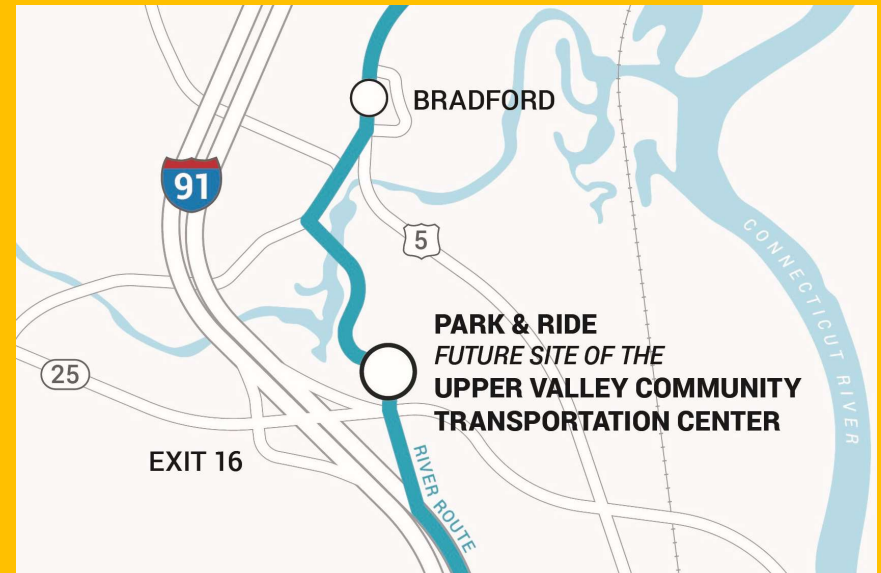 BRADFORD
91
5
CONNECTICUT RIVER
PARK & RIDE
FUTURE SITE OF THE
UPPER VALLEY COMMUNITY
TRANSPORTATION CENTER
25
EXIT 16
RIVER ROUTE